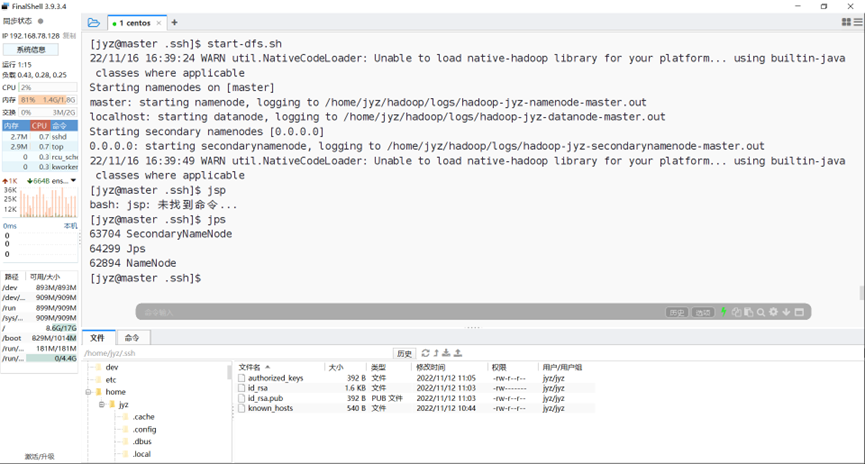 FinalShell 3.9.3.4
同步状态
IP 192.168.78.128 复制
系统信息
运行 1:15
负载 0.43, 0.28, 0.25
CPU 2%
内存 81% 1.4G/1.8G
交换 0% 3M/2G
内存 CPU 命令
2.7M 0.7 sshd
2.9M 0.7 top
0 0.3 rcu_sche
0 0.3 kworker
1K 664B ens...
36K
25K
12K
0ms 本机
0
0
0
路径 可用/大小
/dev 893M/893M
/dev/... 909M/909M
/run 899M/909M
/sys/... 909M/909M
/ 8.6G/17G
/boot 829M/1014M
/run/... 181M/181M
/run/... 0/4.4G
激活/升级
1 centos × +
[jyz@master .ssh]$ start-dfs.sh
22/11/16 16:39:24 WARN util.NativeCodeLoader: Unable to load native-hadoop library for your platform... using builtin-java
classes where applicable
Starting namenodes on [master]
master: starting namenode, logging to /home/jyz/hadoop/logs/hadoop-jyz-namenode-master.out
localhost: starting datanode, logging to /home/jyz/hadoop/logs/hadoop-jyz-datanode-master.out
Starting secondary namenodes [0.0.0.0]
0.0.0.0: starting secondarynamenode, logging to /home/jyz/hadoop/logs/hadoop-jyz-secondarynamenode-master.out
22/11/16 16:39:49 WARN util.NativeCodeLoader: Unable to load native-hadoop library for your platform... using builtin-java
classes where applicable
[jyz@master .ssh]$ jsp
bash: jsp: 未找到命令...
[jyz@master .ssh]$ jps
63704 SecondaryNameNode
64299 Jps
62894 NameNode
[jyz@master .ssh]$
命令输入 历史 选项
文件 命令
/home/jyz/.ssh 历史
dev
etc
home
jyz
.cache
.config
.dbus
.local
文件名 大小 类型 修改时间 权限 用户/用户组
authorized_keys 392 B 文件 2022/11/12 11:05 -rw-r--r-- jyz/jyz
id_rsa 1.6 KB 文件 2022/11/12 11:03 -rw------- jyz/jyz
id_rsa.pub 392 B PUB 文件 2022/11/12 11:03 -rw-r--r-- jyz/jyz
known_hosts 540 B 文件 2022/11/12 10:44 -rw-r--r-- jyz/jyz